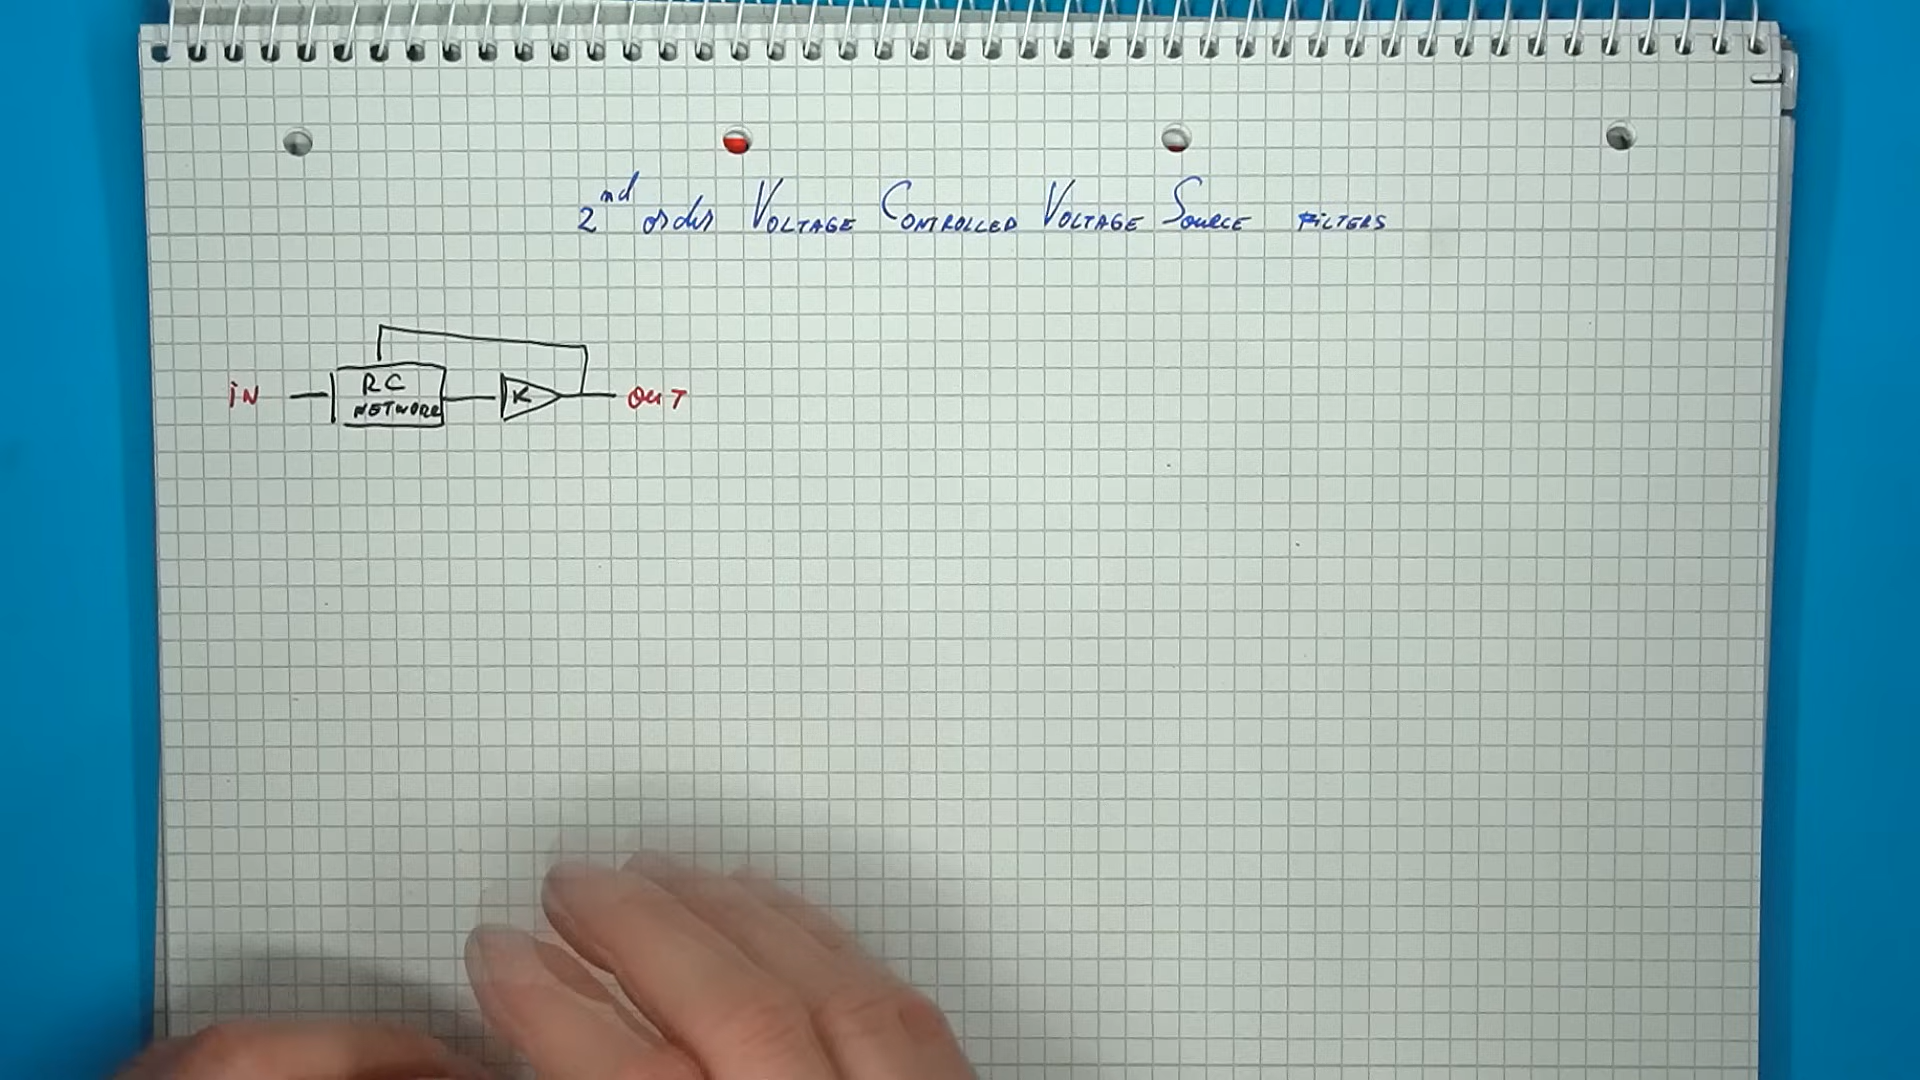 2nd order VOLTAGE CONTROLLED VOLTAGE SOURCE FILTERS
iN RC K OUT
NETWORK